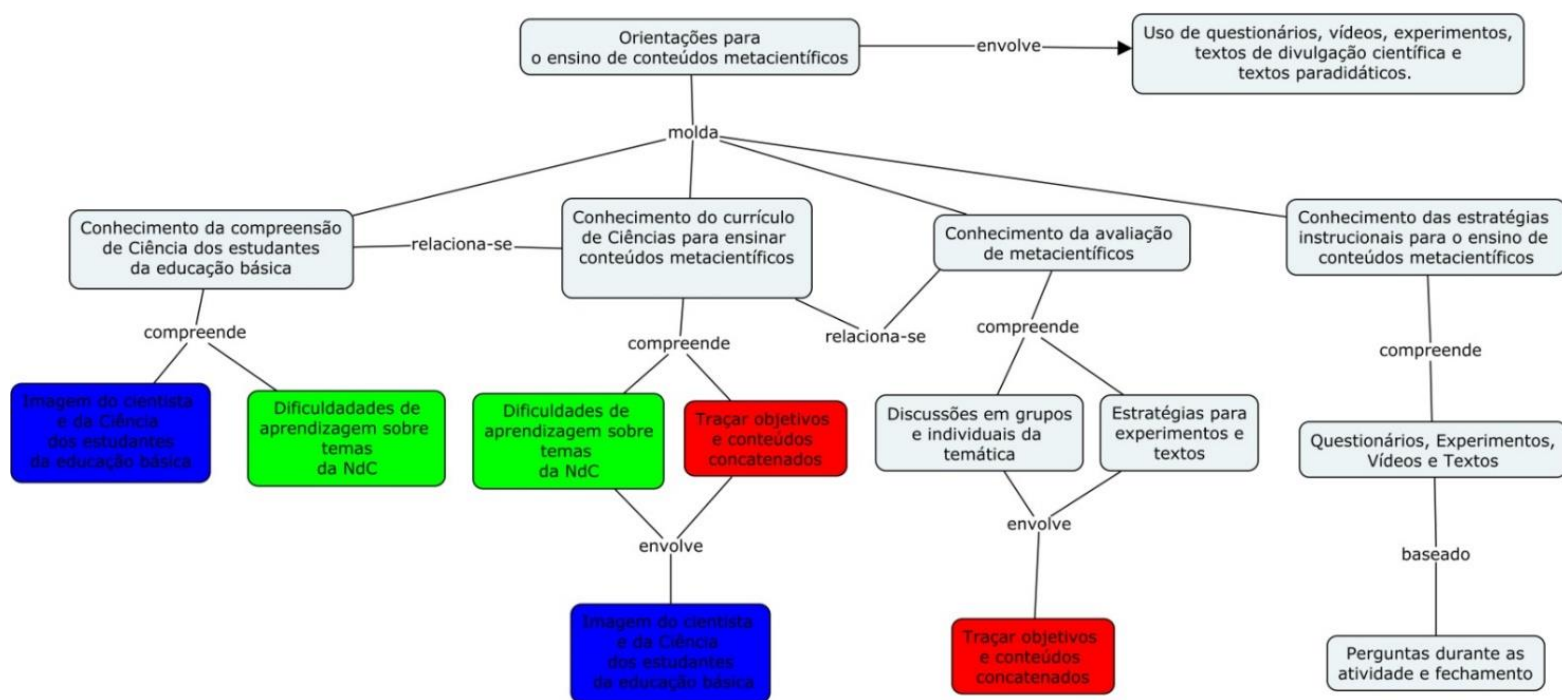 Orientações para
o ensino de conteúdos metacientíficos
envolve
Uso de questionários, vídeos, experimentos,
textos de divulgação científica e
textos paradidáticos.
molda
Conhecimento da compreensão
de Ciência dos estudantes
da educação básica
relaciona-se
Conhecimento do currículo
de Ciências para ensinar
conteúdos metacientíficos
Conhecimento da avaliação
de metacientíficos
Conhecimento das estratégias
instrucionais para o ensino de
conteúdos metacientíficos
compreende
compreende
relaciona-se
compreende
compreende
Imagem do cientista
e da Ciência
dos estudantes
da educação básica
Dificuldadades de
aprendizagem sobre
temas
da NdC
Dificuldades de
aprendizagem sobre
temas
da NdC
Traçar objetivos
e conteúdos
concatenados
Discussões em grupos
e individuais da
temática
Estratégias para
experimentos e
textos
Questionários, Experimentos,
Vídeos e Textos
envolve
envolve
baseado
Imagem do cientista
e da Ciência
dos estudantes
da educação básica
Traçar objetivos
e conteúdos
concatenados
Perguntas durante as
atividade e fechamento